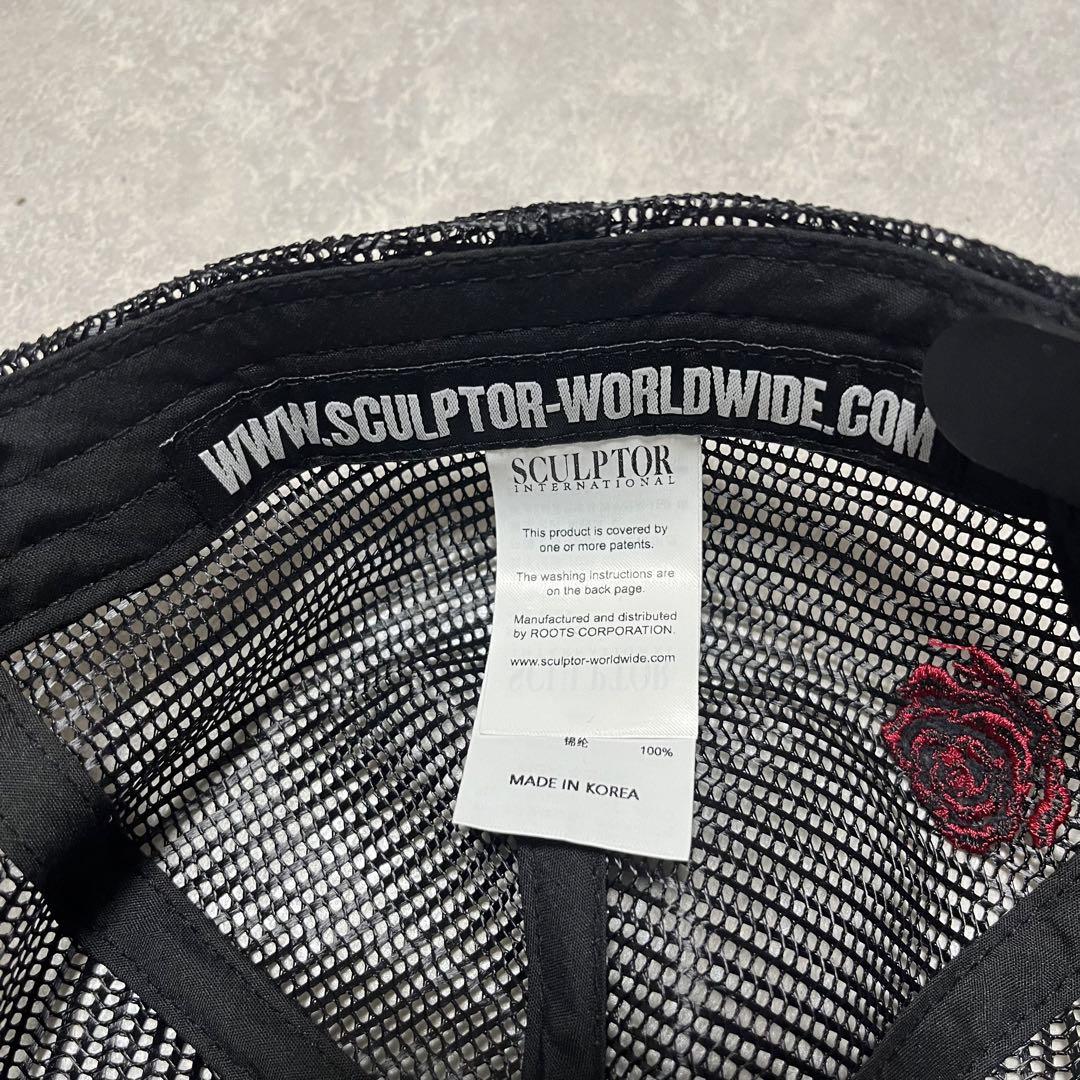 WWW.SCULPTOR-WORLDWIDE.COM
SCULPTOR
INTERNATIONAL
This product is covered by
one or more patents.
The washing instructions are
on the back page.
Manufactured and distributed
by ROOTS CORPORATION.
www.sculptor-worldwide.com
锦纶 100%
MADE IN KOREA